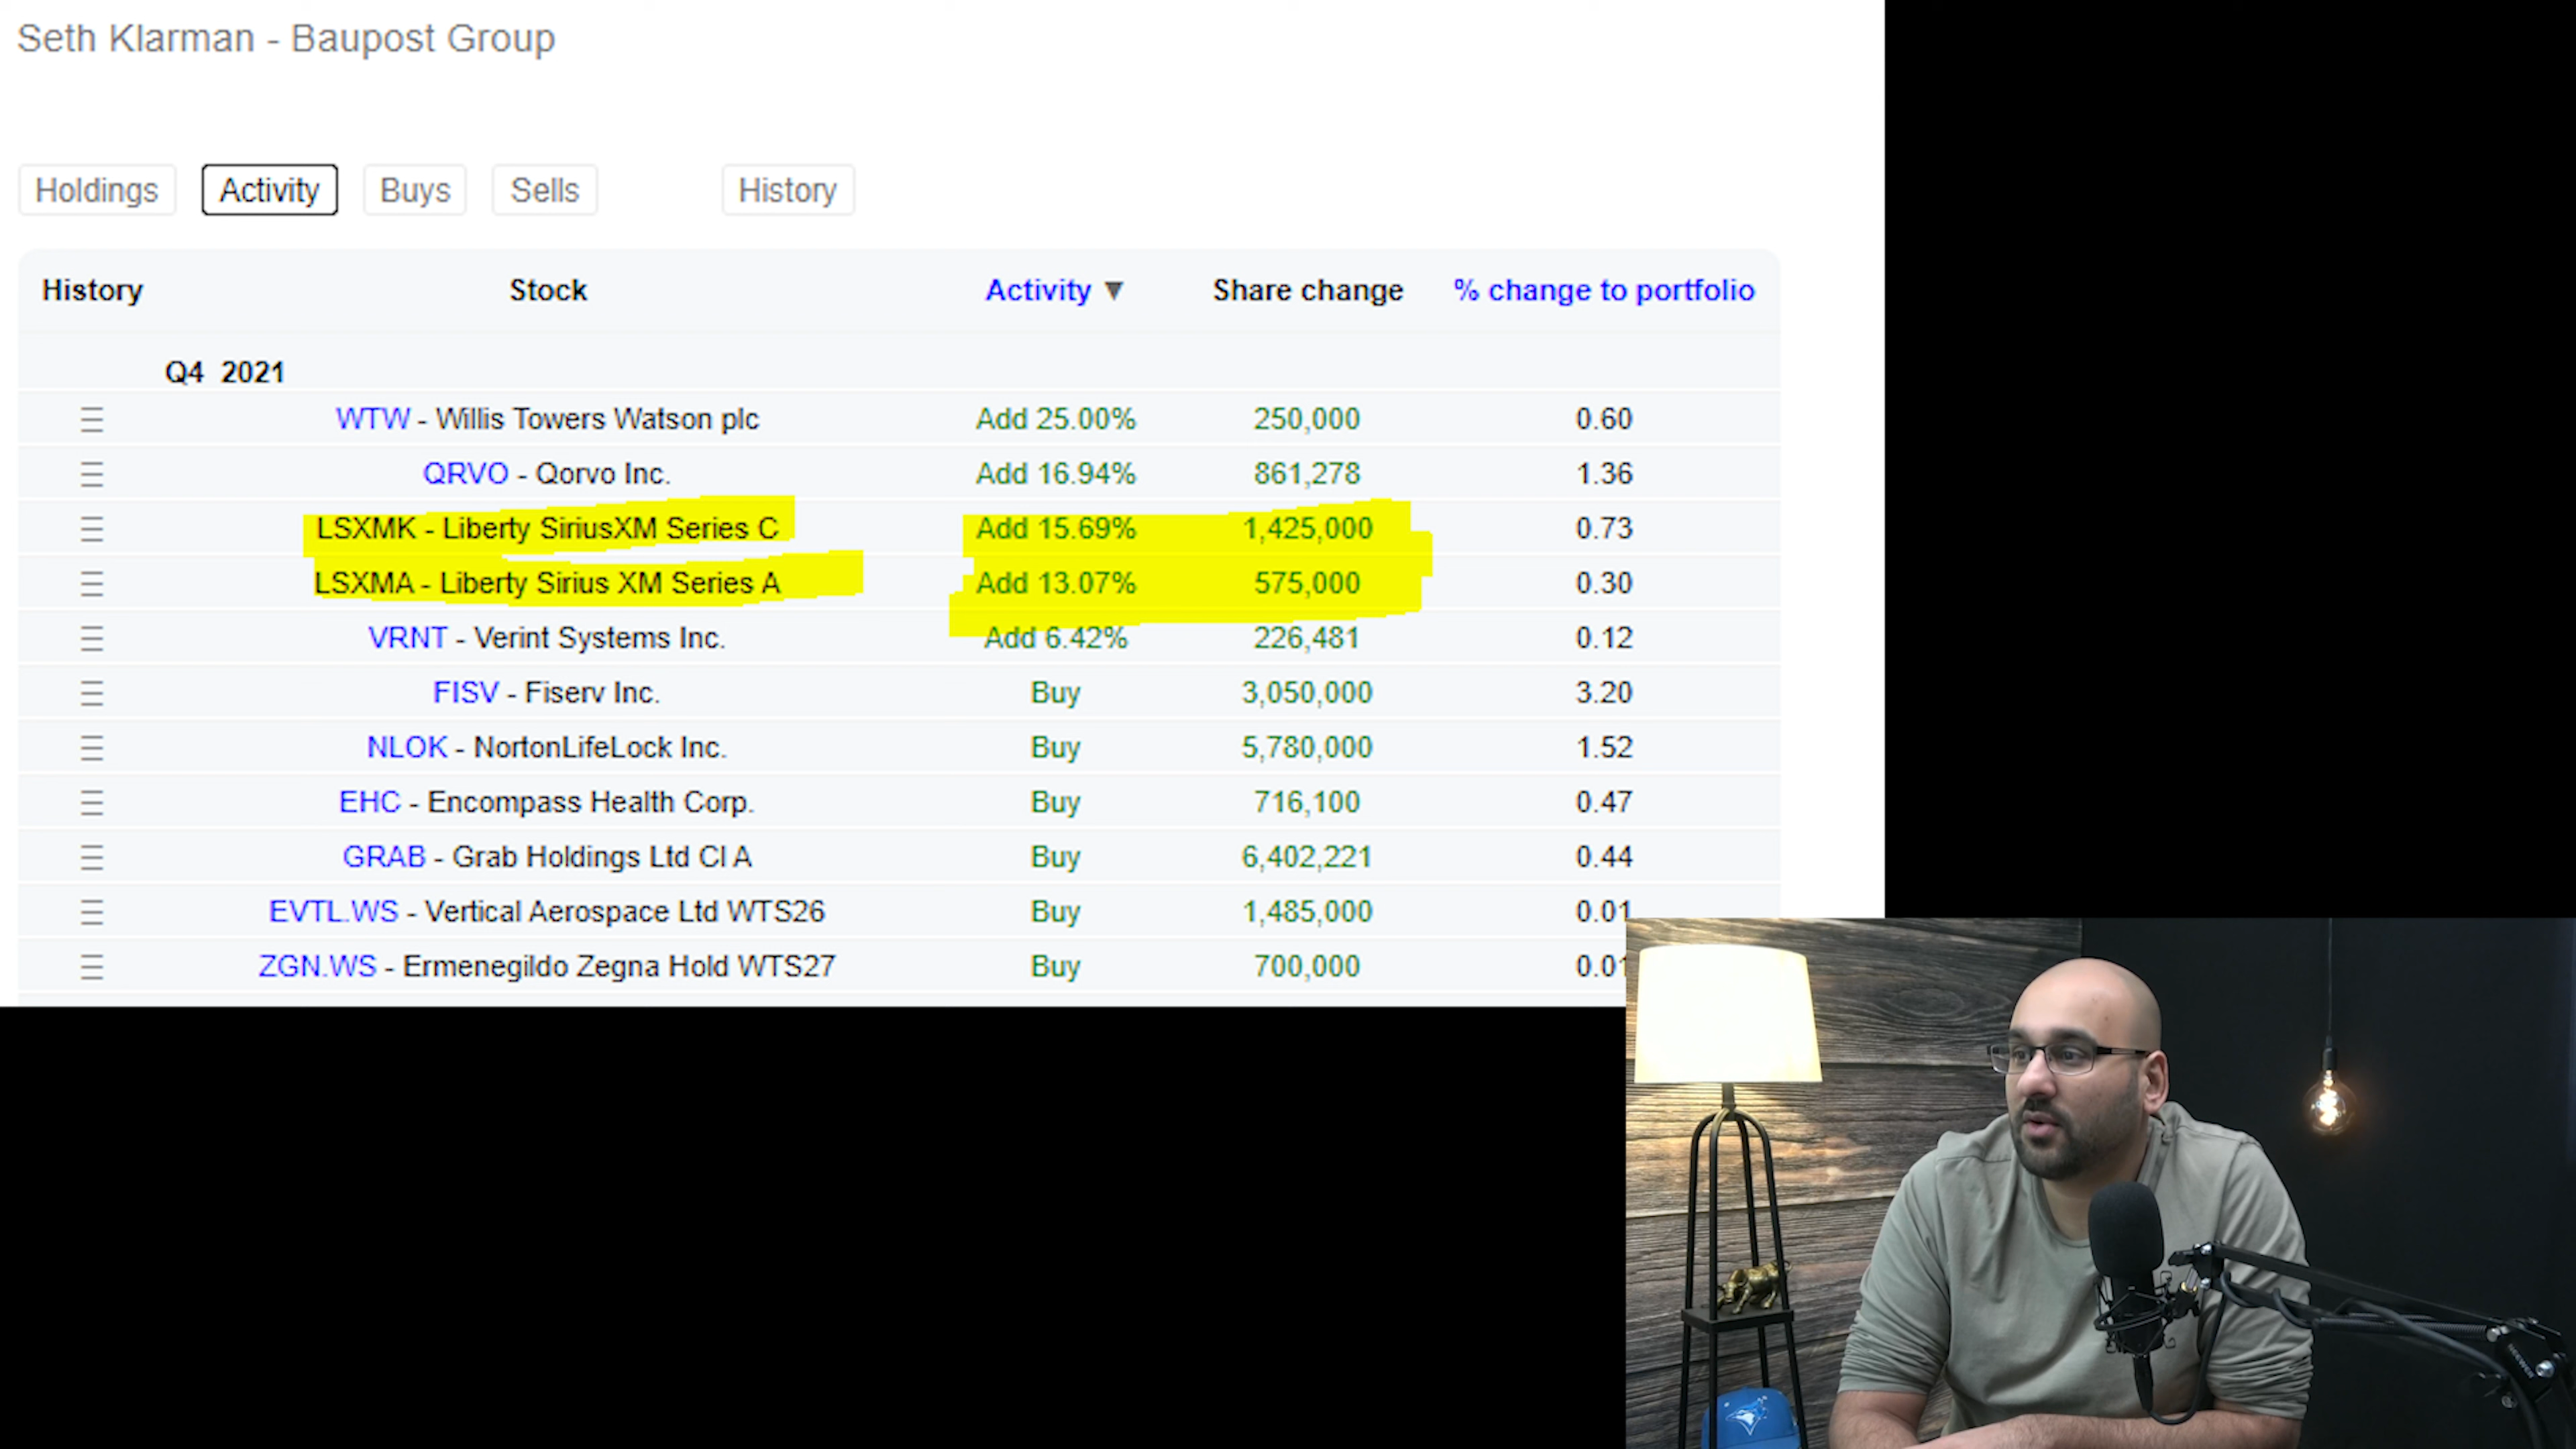 Seth Klarman - Baupost Group
Holdings Activity Buys Sells History
History Stock Activity ▼ Share change % change to portfolio
Q4 2021
WTW - Willis Towers Watson plc Add 25.00% 250,000 0.60
QRVO - Qorvo Inc. Add 16.94% 861,278 1.36
LSXMK - Liberty SiriusXM Series C Add 15.69% 1,425,000 0.73
LSXMA - Liberty Sirius XM Series A Add 13.07% 575,000 0.30
VRNT - Verint Systems Inc. Add 6.42% 226,481 0.12
FISV - Fiserv Inc. Buy 3,050,000 3.20
NLOK - NortonLifeLock Inc. Buy 5,780,000 1.52
EHC - Encompass Health Corp. Buy 716,100 0.47
GRAB - Grab Holdings Ltd Cl A Buy 6,402,221 0.44
EVTL.WS - Vertical Aerospace Ltd WTS26 Buy 1,485,000 0.01
ZGN.WS - Ermenegildo Zegna Hold WTS27 Buy 700,000 0.01
NEEWER